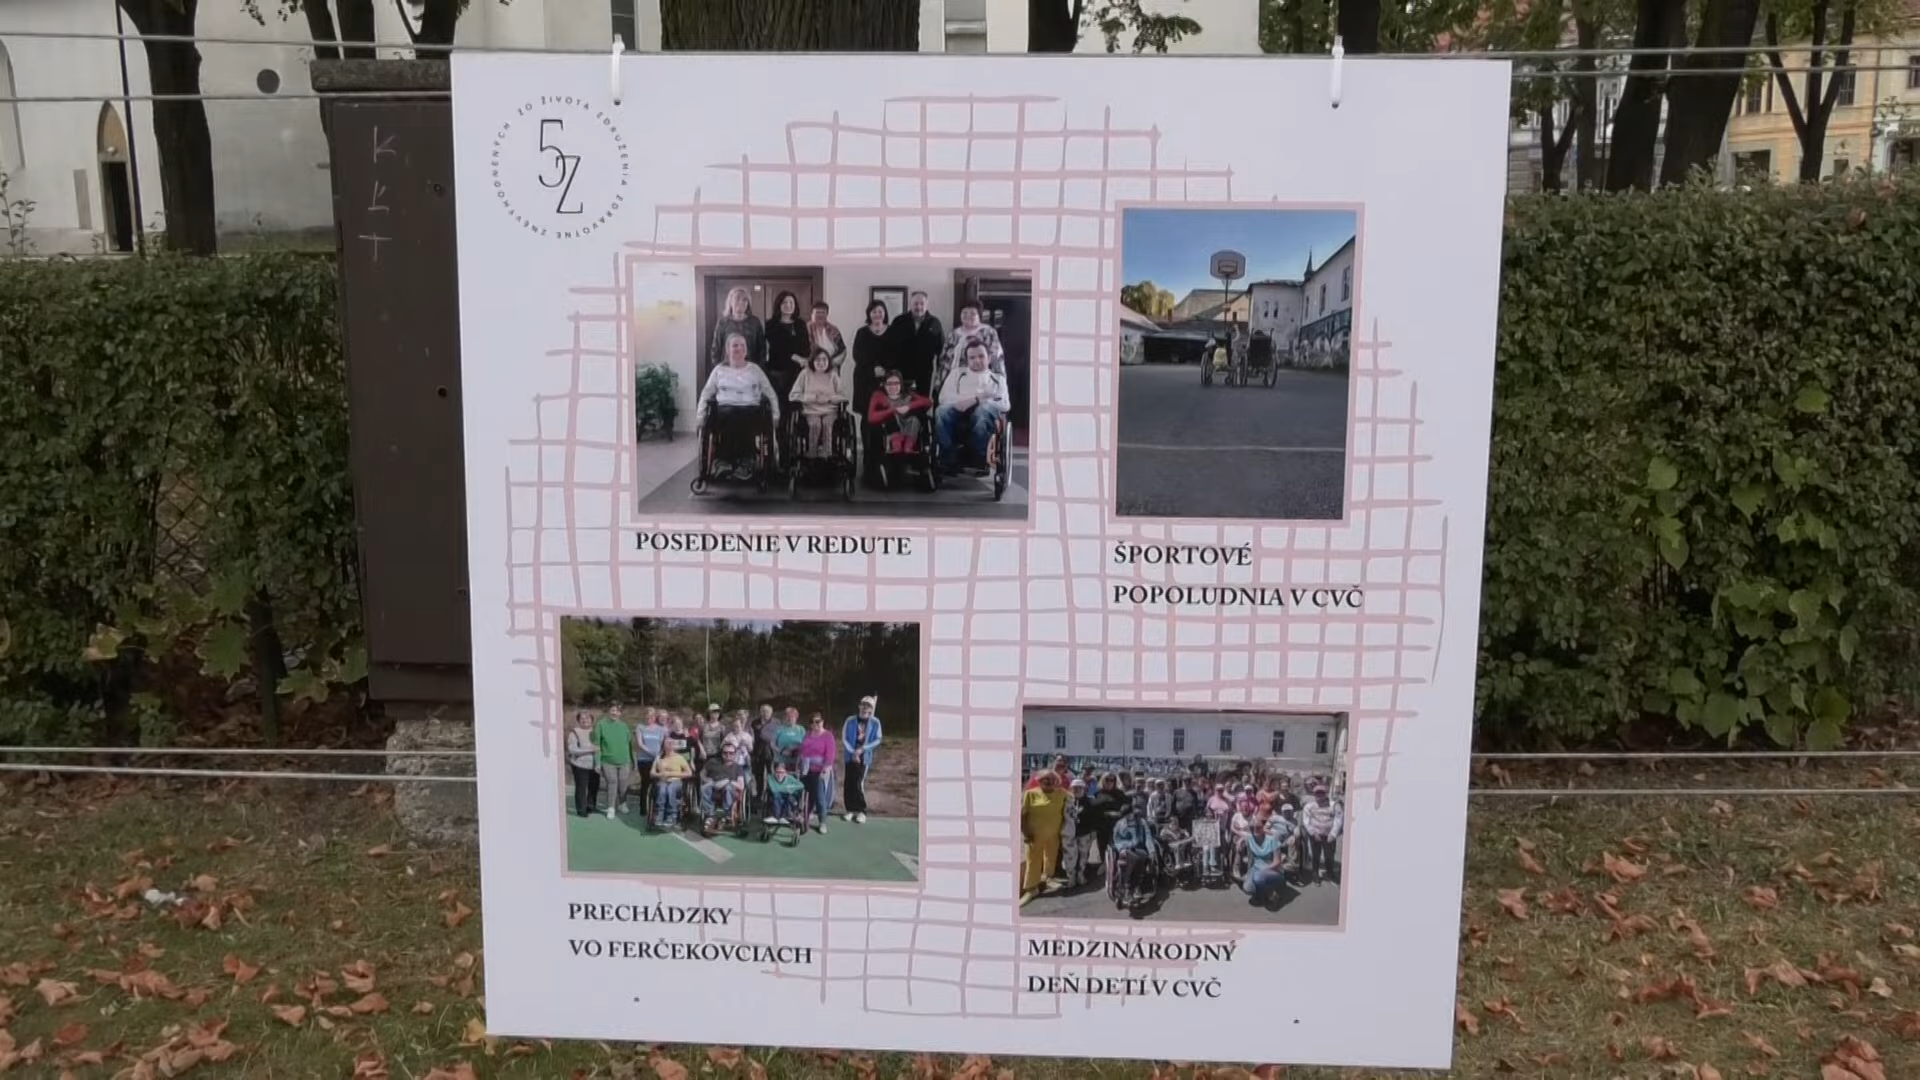 ZO ŽIVOTA ZDRUŽENIA ZDRAVOTNE ZNEVÝHODNENÝCH
5Z
POSEDENIE V REDUTE
ŠPORTOVÉ
POPOLUDNIA V CVČ
PRECHÁDZKY
VO FERČEKOVCIACH
MEDZINÁRODNÝ
DEŇ DETÍ V CVČ